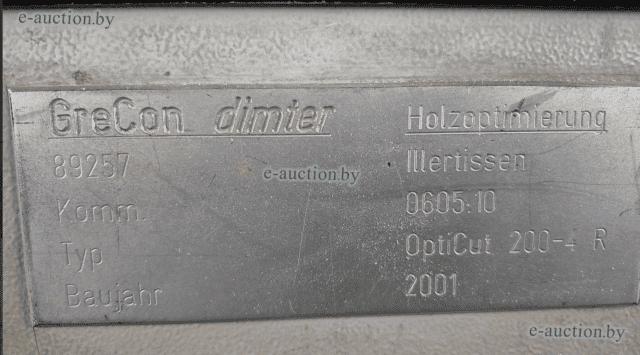 e-auction.by
GreCon dimter Holzoptimierung
89257 Illertissen
e-auction.by
Komm. 0605:10
Typ OptiCut 200-4 R
Baujahr 2001
e-auction.by